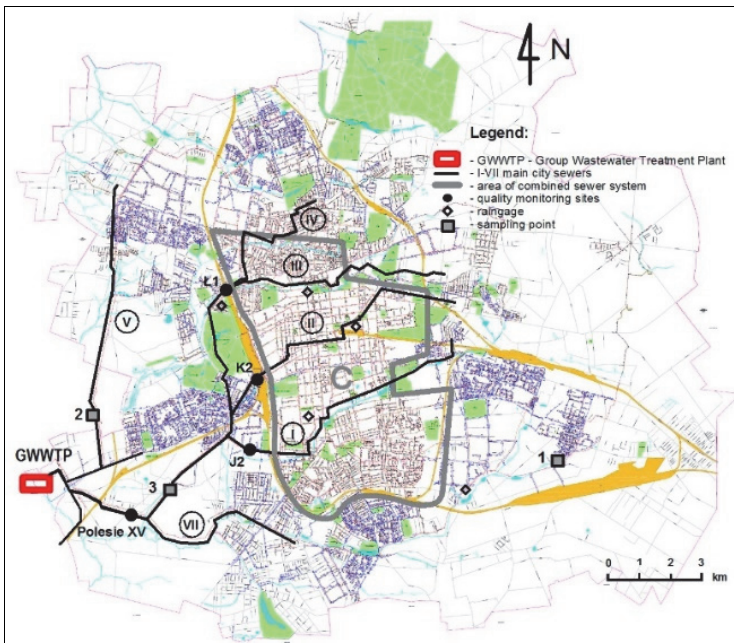 N
Legend:
- GWWTP - Group Wastewater Treatment Plant
- I-VII main city sewers
- area of combined sewer system
- quality monitoring sites
- raingage
- sampling point
IV
III
Ł1
V
II
K2
C
2
GWWTP
I
J2
1
3
Polesie XV
VII
0 1 2 3
km